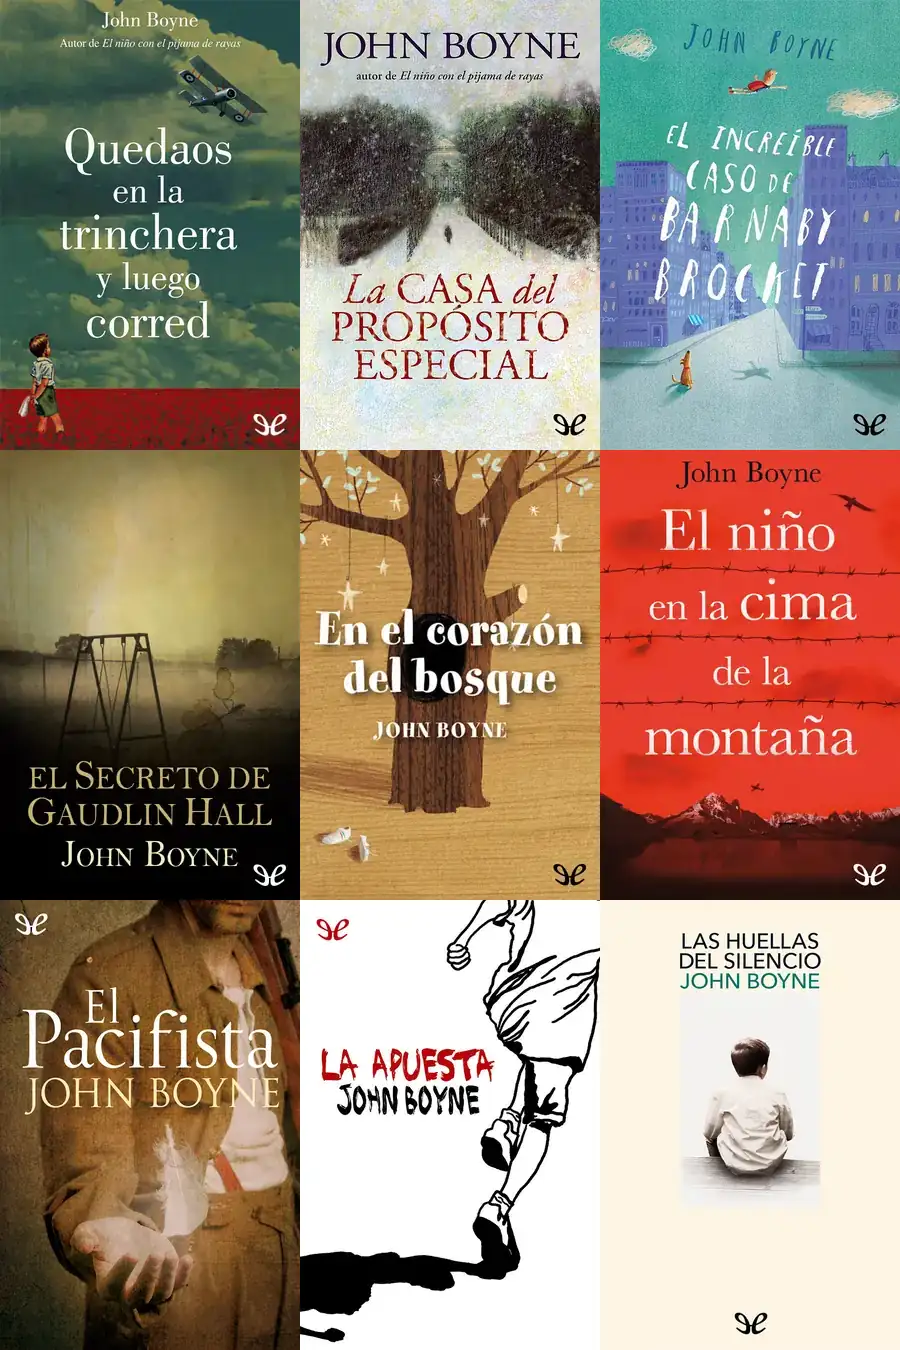 John Boyne
Autor de El niño con el pijama de rayas
Quedaos
en la
trinchera
y luego
corred
JOHN BOYNE
autor de El niño con el pijama de rayas
La CASA del
PROPÓSITO
ESPECIAL
JOHN BOYNE
EL INCREÍBLE
CASO DE
BARNABY
BROCKET
EL SECRETO DE
GAUDLIN HALL
JOHN BOYNE
En el corazón
del bosque
JOHN BOYNE
John Boyne
El niño
en la cima
de la
montaña
El
Pacifista
JOHN BOYNE
LA APUESTA
JOHN BOYNE
LAS HUELLAS
DEL SILENCIO
JOHN BOYNE